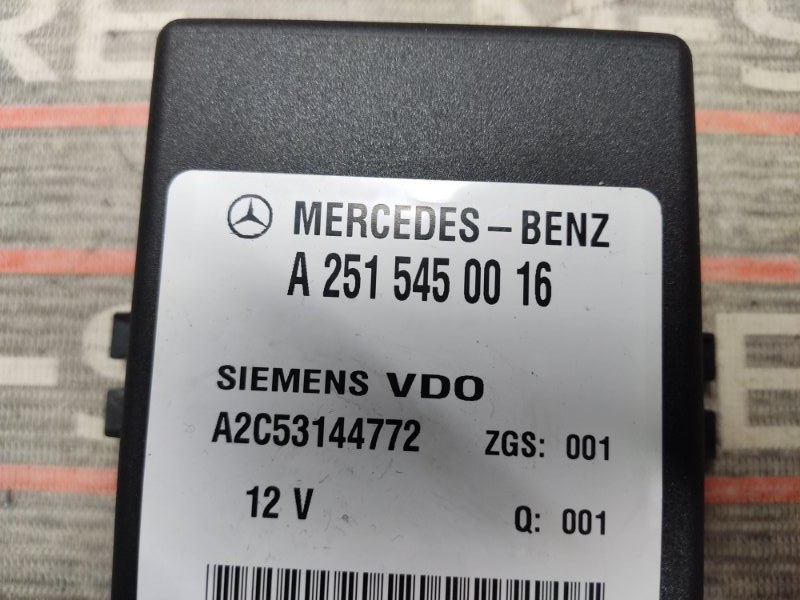 MERCEDES – BENZ
A 251 545 00 16
SIEMENS VDO
A2C53144772 ZGS: 001
12 V Q: 001